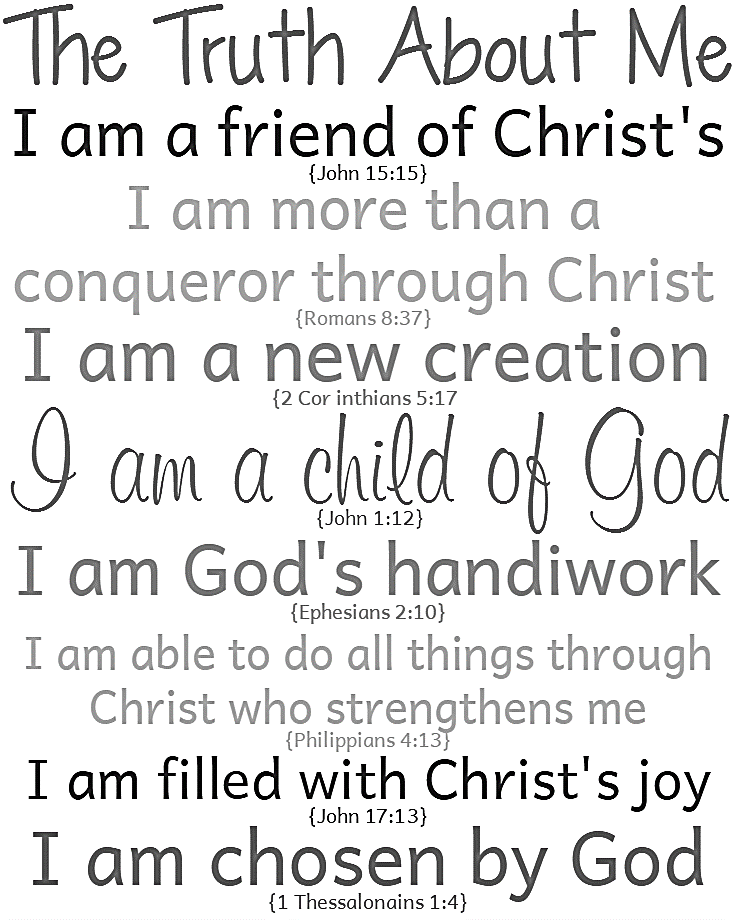 The Truth About Me
I am a friend of Christ's
{John 15:15}
I am more than a
conqueror through Christ
{Romans 8:37}
I am a new creation
{2 Cor inthians 5:17
I am a child of God
{John 1:12}
I am God's handiwork
{Ephesians 2:10}
I am able to do all things through
Christ who strengthens me
{Philippians 4:13}
I am filled with Christ's joy
{John 17:13}
I am chosen by God
{1 Thessalonains 1:4}